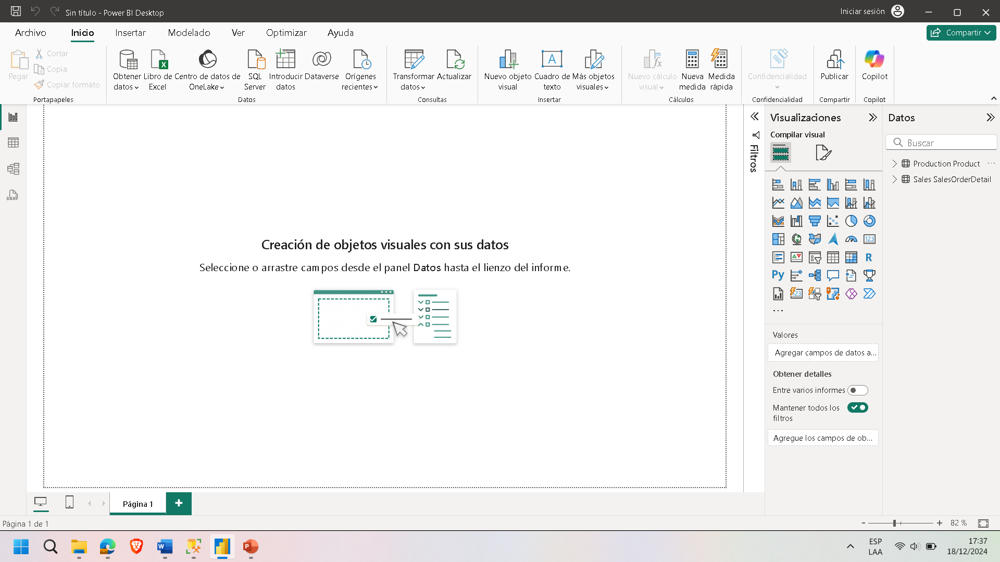 Sin título - Power BI Desktop
Iniciar sesión
Archivo
Inicio
Insertar
Modelado
Ver
Optimizar
Ayuda
Compartir
Pegar
Cortar
Copia
Copiar formato
Portapapeles
Obtener
datos
Libro de
Excel
Centro de datos de
OneLake
SQL
Server
Introducir
datos
Dataverse
Orígenes
recientes
Datos
Transformar
datos
Actualizar
Consultas
Nuevo objeto
visual
Cuadro de
texto
Más objetos
visuales
Insertar
Nuevo cálculo
visual
Nueva
medida
Medida
rápida
Cálculos
Confidencialidad
Confidencialidad
Publicar
Compartir
Copilot
Copilot
Creación de objetos visuales con sus datos
Seleccione o arrastre campos desde el panel Datos hasta el lienzo del informe.
Filtros
Visualizaciones
Compilar visual
Valores
Agregar campos de datos a...
Obtener detalles
Entre varios informes
Mantener todos los
filtros
Agregue los campos de ob...
Datos
Buscar
Production Product
Sales SalesOrderDetail
Página 1
Página 1 de 1
82 %
ESP
LAA
17:37
18/12/2024